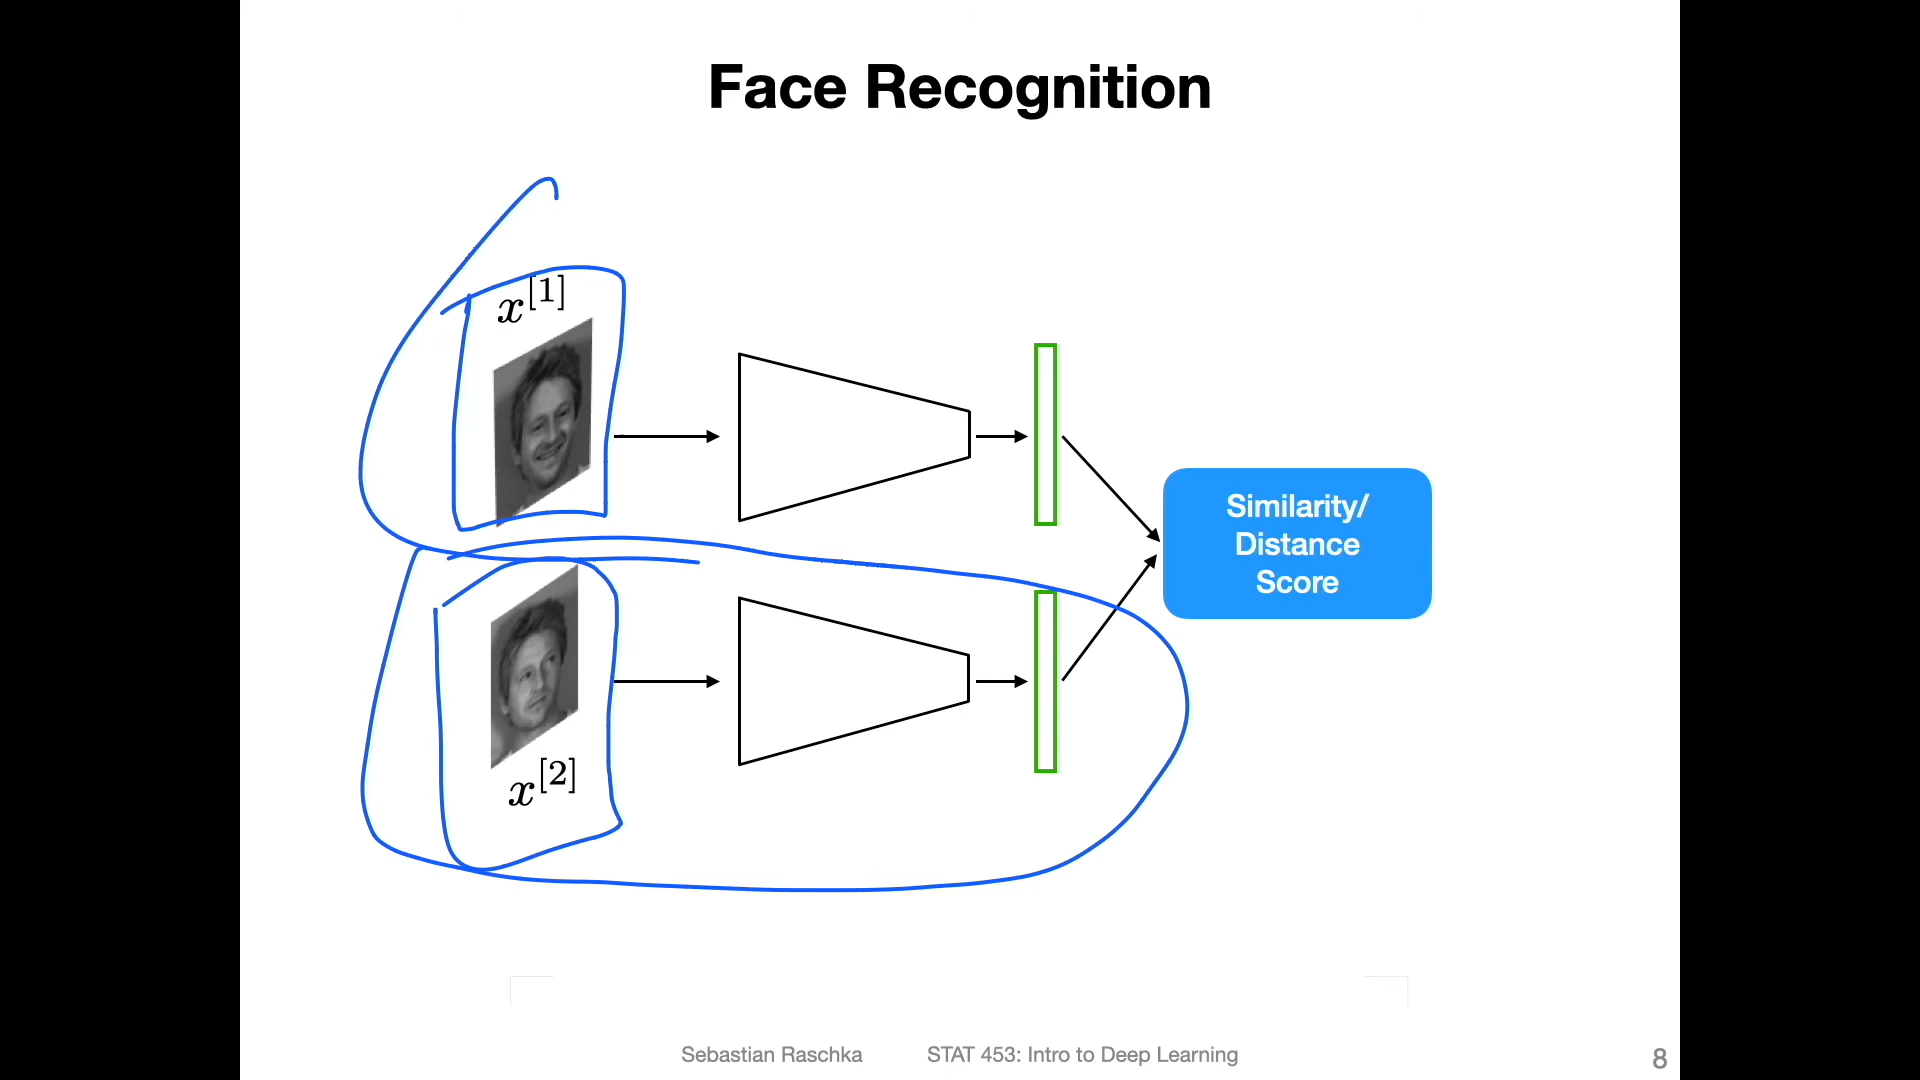 Face Recognition
x^[1]
Similarity/
Distance
Score
x^[2]
Sebastian Raschka STAT 453: Intro to Deep Learning
8